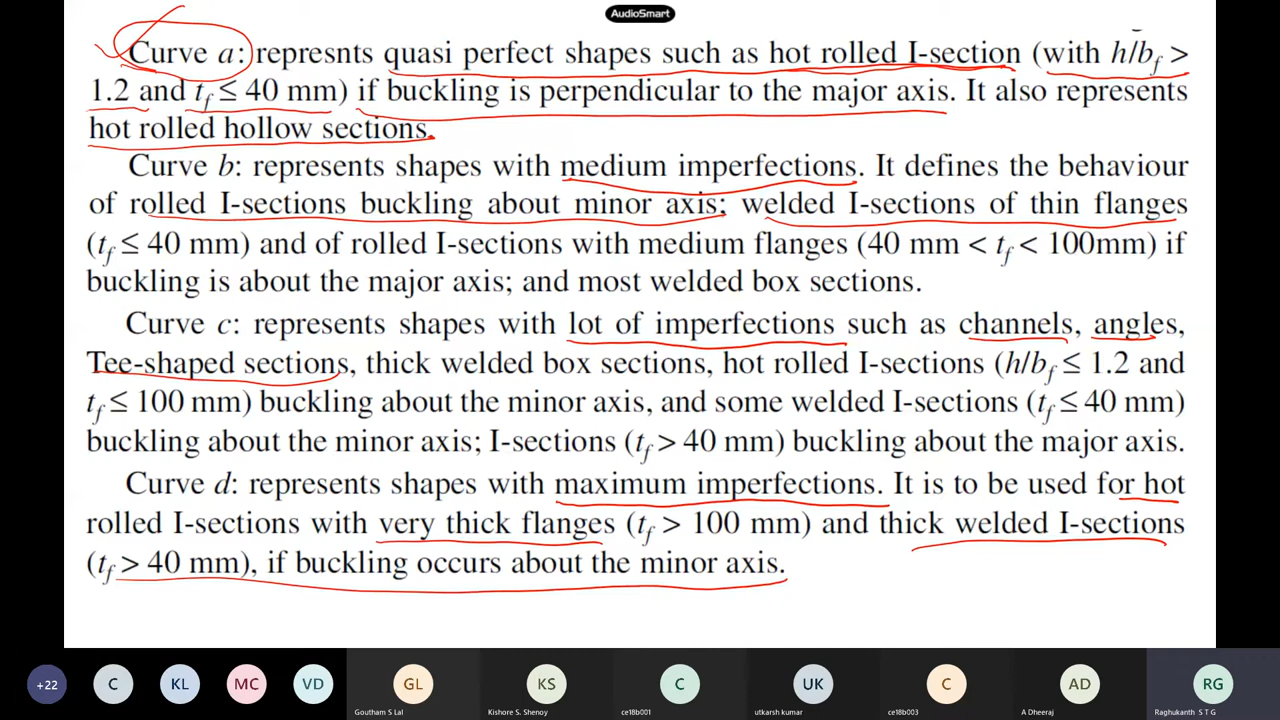 AudioSmart
Curve a: represnts quasi perfect shapes such as hot rolled I-section (with h/bf >
1.2 and tf ≤ 40 mm) if buckling is perpendicular to the major axis. It also represents
hot rolled hollow sections.
Curve b: represents shapes with medium imperfections. It defines the behaviour
of rolled I-sections buckling about minor axis; welded I-sections of thin flanges
(tf ≤ 40 mm) and of rolled I-sections with medium flanges (40 mm < tf < 100mm) if
buckling is about the major axis; and most welded box sections.
Curve c: represents shapes with lot of imperfections such as channels, angles,
Tee-shaped sections, thick welded box sections, hot rolled I-sections (h/bf ≤ 1.2 and
tf ≤ 100 mm) buckling about the minor axis, and some welded I-sections (tf ≤ 40 mm)
buckling about the minor axis; I-sections (tf > 40 mm) buckling about the major axis.
Curve d: represents shapes with maximum imperfections. It is to be used for hot
rolled I-sections with very thick flanges (tf > 100 mm) and thick welded I-sections
(tf > 40 mm), if buckling occurs about the minor axis.
+22 C KL MC VD GL KS C UK C AD RG
Goutham S Lal Kishore S. Shenoy ce18b001 utkarsh kumar ce18b003 A Dheeraj Raghukanth S T G